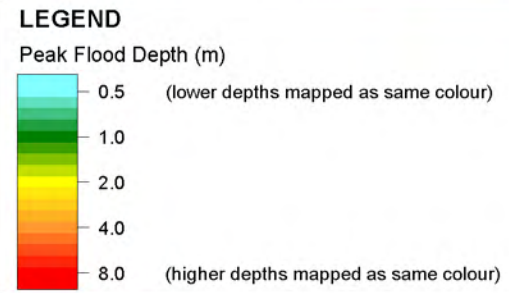 LEGEND
Peak Flood Depth (m)
0.5 (lower depths mapped as same colour)
1.0
2.0
4.0
8.0 (higher depths mapped as same colour)